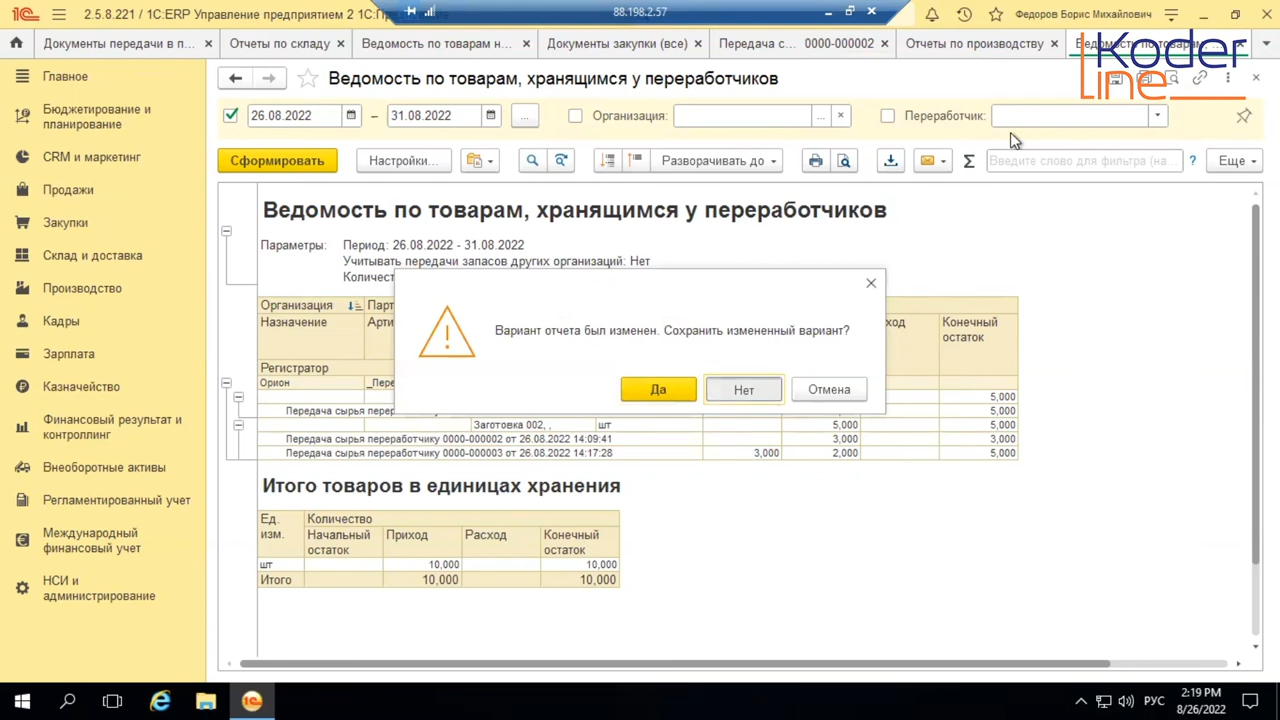 2.5.8.221 / 1С:ERP Управление предприятием 2 1С:П
88.198.2.57
Федоров Борис Михайлович
Документы передачи в п...
Отчеты по складу
Ведомость по товарам н...
Документы закупки (все)
Передача с... 0000-000002
Отчеты по производству
Ведомость по товарам,
Koder
line
Главное
Бюджетирование и
планирование
CRM и маркетинг
Продажи
Закупки
Склад и доставка
Производство
Кадры
Зарплата
Казначейство
Финансовый результат и
контроллинг
Внеоборотные активы
Регламентированный учет
Международный
финансовый учет
НСИ и
администрирование
Ведомость по товарам, хранящимся у переработчиков
26.08.2022 – 31.08.2022 ... Организация: ... × Переработчик:
Сформировать Настройки... Разворачивать до Σ Введите слово для фильтра (на... ? Еще
Ведомость по товарам, хранящимся у переработчиков
Параметры: Период: 26.08.2022 - 31.08.2022
Учитывать передачи запасов других организаций: Нет
Количест
Организация Парт
Назначение Арти ход Конечный
остаток
Регистратор
Орион _Пере
5,000
Передача сырья перер 5,000
Заготовка 002, , шт 5,000 5,000
Передача сырья переработчику 0000-000002 от 26.08.2022 14:09:41 3,000 3,000
Передача сырья переработчику 0000-000003 от 26.08.2022 14:17:28 3,000 2,000 5,000
Вариант отчета был изменен. Сохранить измененный вариант?
Да Нет Отмена
Итого товаров в единицах хранения
Ед.
изм. Количество
Начальный
остаток Приход Расход Конечный
остаток
шт 10,000 10,000
Итого 10,000 10,000
РУС
2:19 PM
8/26/2022